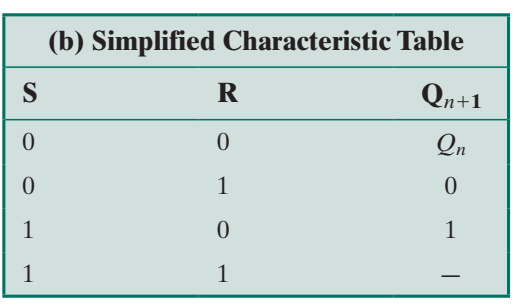 (b) Simplified Characteristic Table
S R Qn+1
0 0 Qn
0 1 0
1 0 1
1 1 —